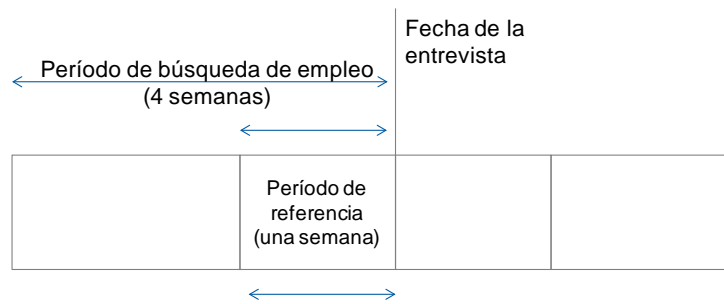 Fecha de la
entrevista
Período de búsqueda de empleo
(4 semanas)
Período de
referencia
(una semana)